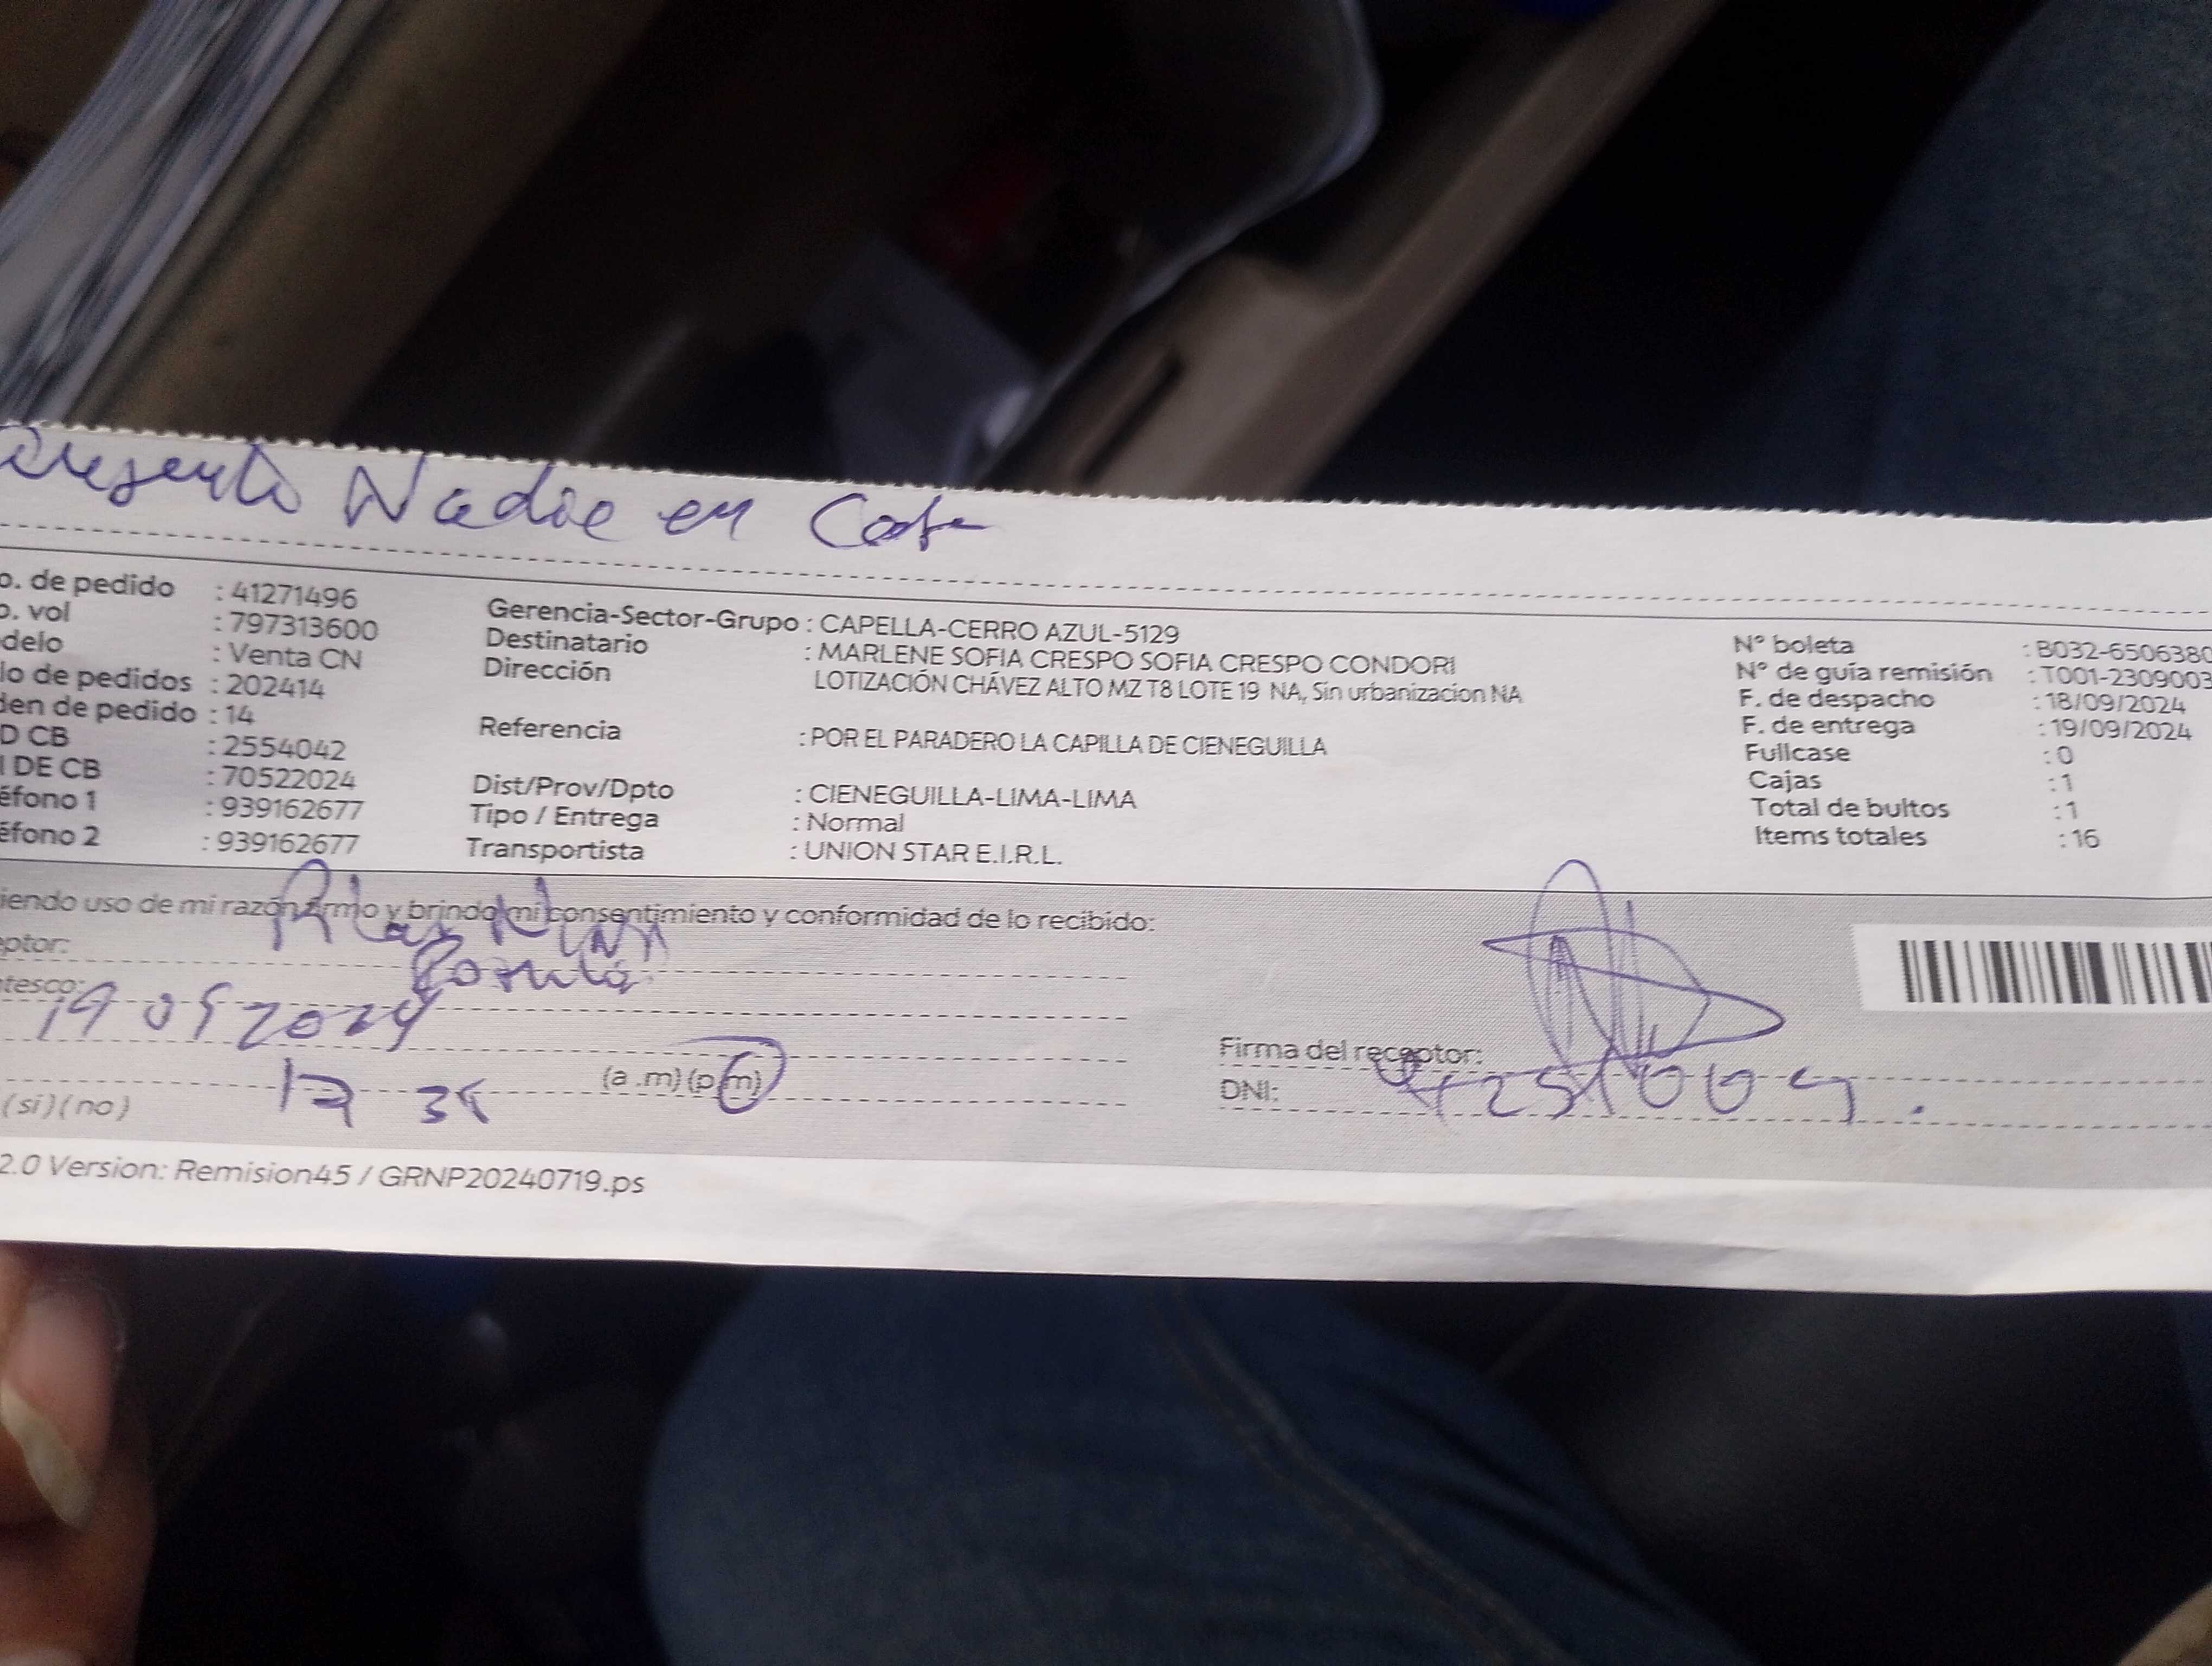 Nadie en Casa
o. de pedido : 41271496
o. vol : 797313600
delo : Venta CN
lo de pedidos : 202414
den de pedido : 14
D CB : 2554042
I DE CB : 70522024
éfono 1 : 939162677
éfono 2 : 939162677
Gerencia-Sector-Grupo : CAPELLA-CERRO AZUL-5129
Destinatario : MARLENE SOFIA CRESPO SOFIA CRESPO CONDORI
Dirección LOTIZACIÓN CHÁVEZ ALTO MZ T8 LOTE 19 NA, Sin urbanizacion NA
Referencia : POR EL PARADERO LA CAPILLA DE CIENEGUILLA
Dist/Prov/Dpto : CIENEGUILLA-LIMA-LIMA
Tipo / Entrega : Normal
Transportista : UNION STAR E.I.R.L.
N° boleta : B032-6506380
N° de guía remisión : T001-2309003
F. de despacho : 18/09/2024
F. de entrega : 19/09/2024
Fullcase : 0
Cajas : 1
Total de bultos : 1
Items totales : 16
iendo uso de mi razón firmo y brindo mi consentimiento y conformidad de lo recibido:
eptor:
tesco:
19 09 2024
(a .m) (p.m)
(si) (no)
Firma del receptor:
DNI:
2.0 Version: Remision45 / GRNP20240719.ps